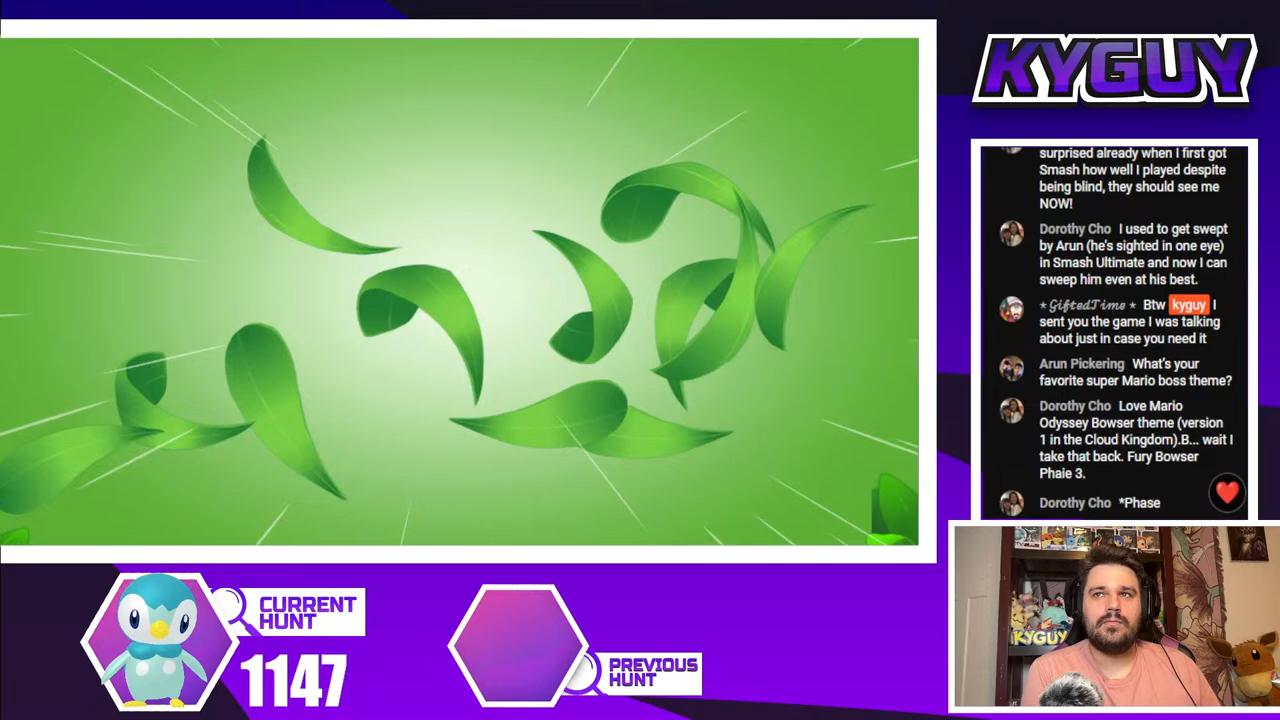 KYGUY
surprised already when I first got
Smash how well I played despite
being blind, they should see me
NOW!
Dorothy Cho I used to get swept
by Arun (he's sighted in one eye)
in Smash Ultimate and now I can
sweep him even at his best.
⋆ 𝓖𝓲𝓯𝓽𝓮𝓭𝓣𝓲𝓶𝓮 ⋆ Btw kyguy I
sent you the game I was talking
about just in case you need it
Arun Pickering What's your
favorite super Mario boss theme?
Dorothy Cho Love Mario
Odyssey Bowser theme (version
1 in the Cloud Kingdom).B... wait I
take that back. Fury Bowser
Phaie 3.
Dorothy Cho *Phase
CURRENT
HUNT
1147
PREVIOUS
HUNT
KYGUY